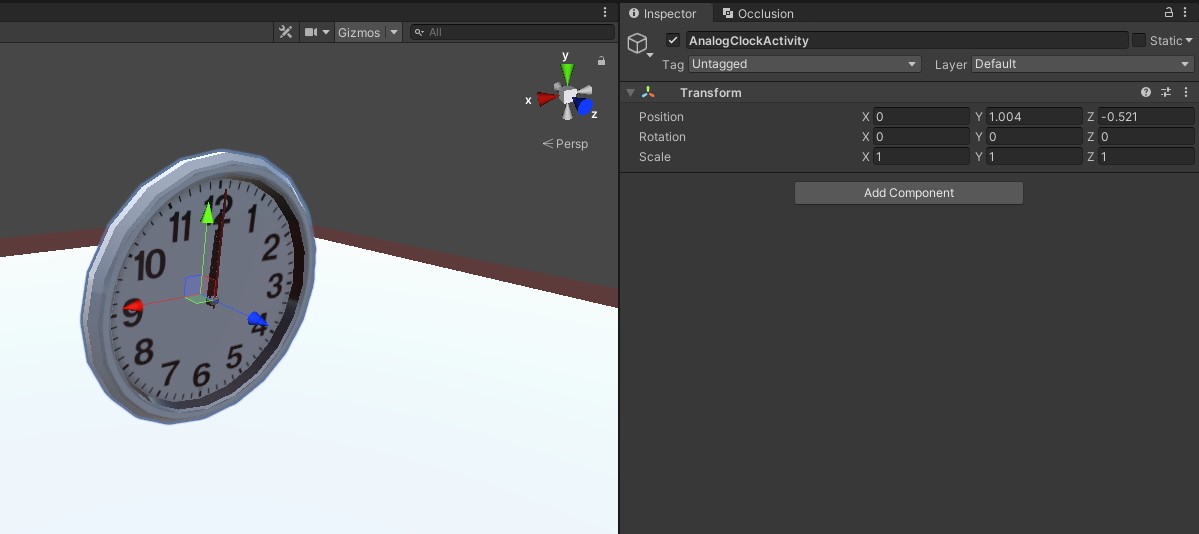 Inspector Occlusion
Gizmos All
AnalogClockActivity Static
Tag Untagged Layer Default
Transform
Position X 0 Y 1.004 Z -0.521
Rotation X 0 Y 0 Z 0
Scale X 1 Y 1 Z 1
Add Component
y
x
z
Persp
12
11 1
10 2
9 3
8 4
7 6 5